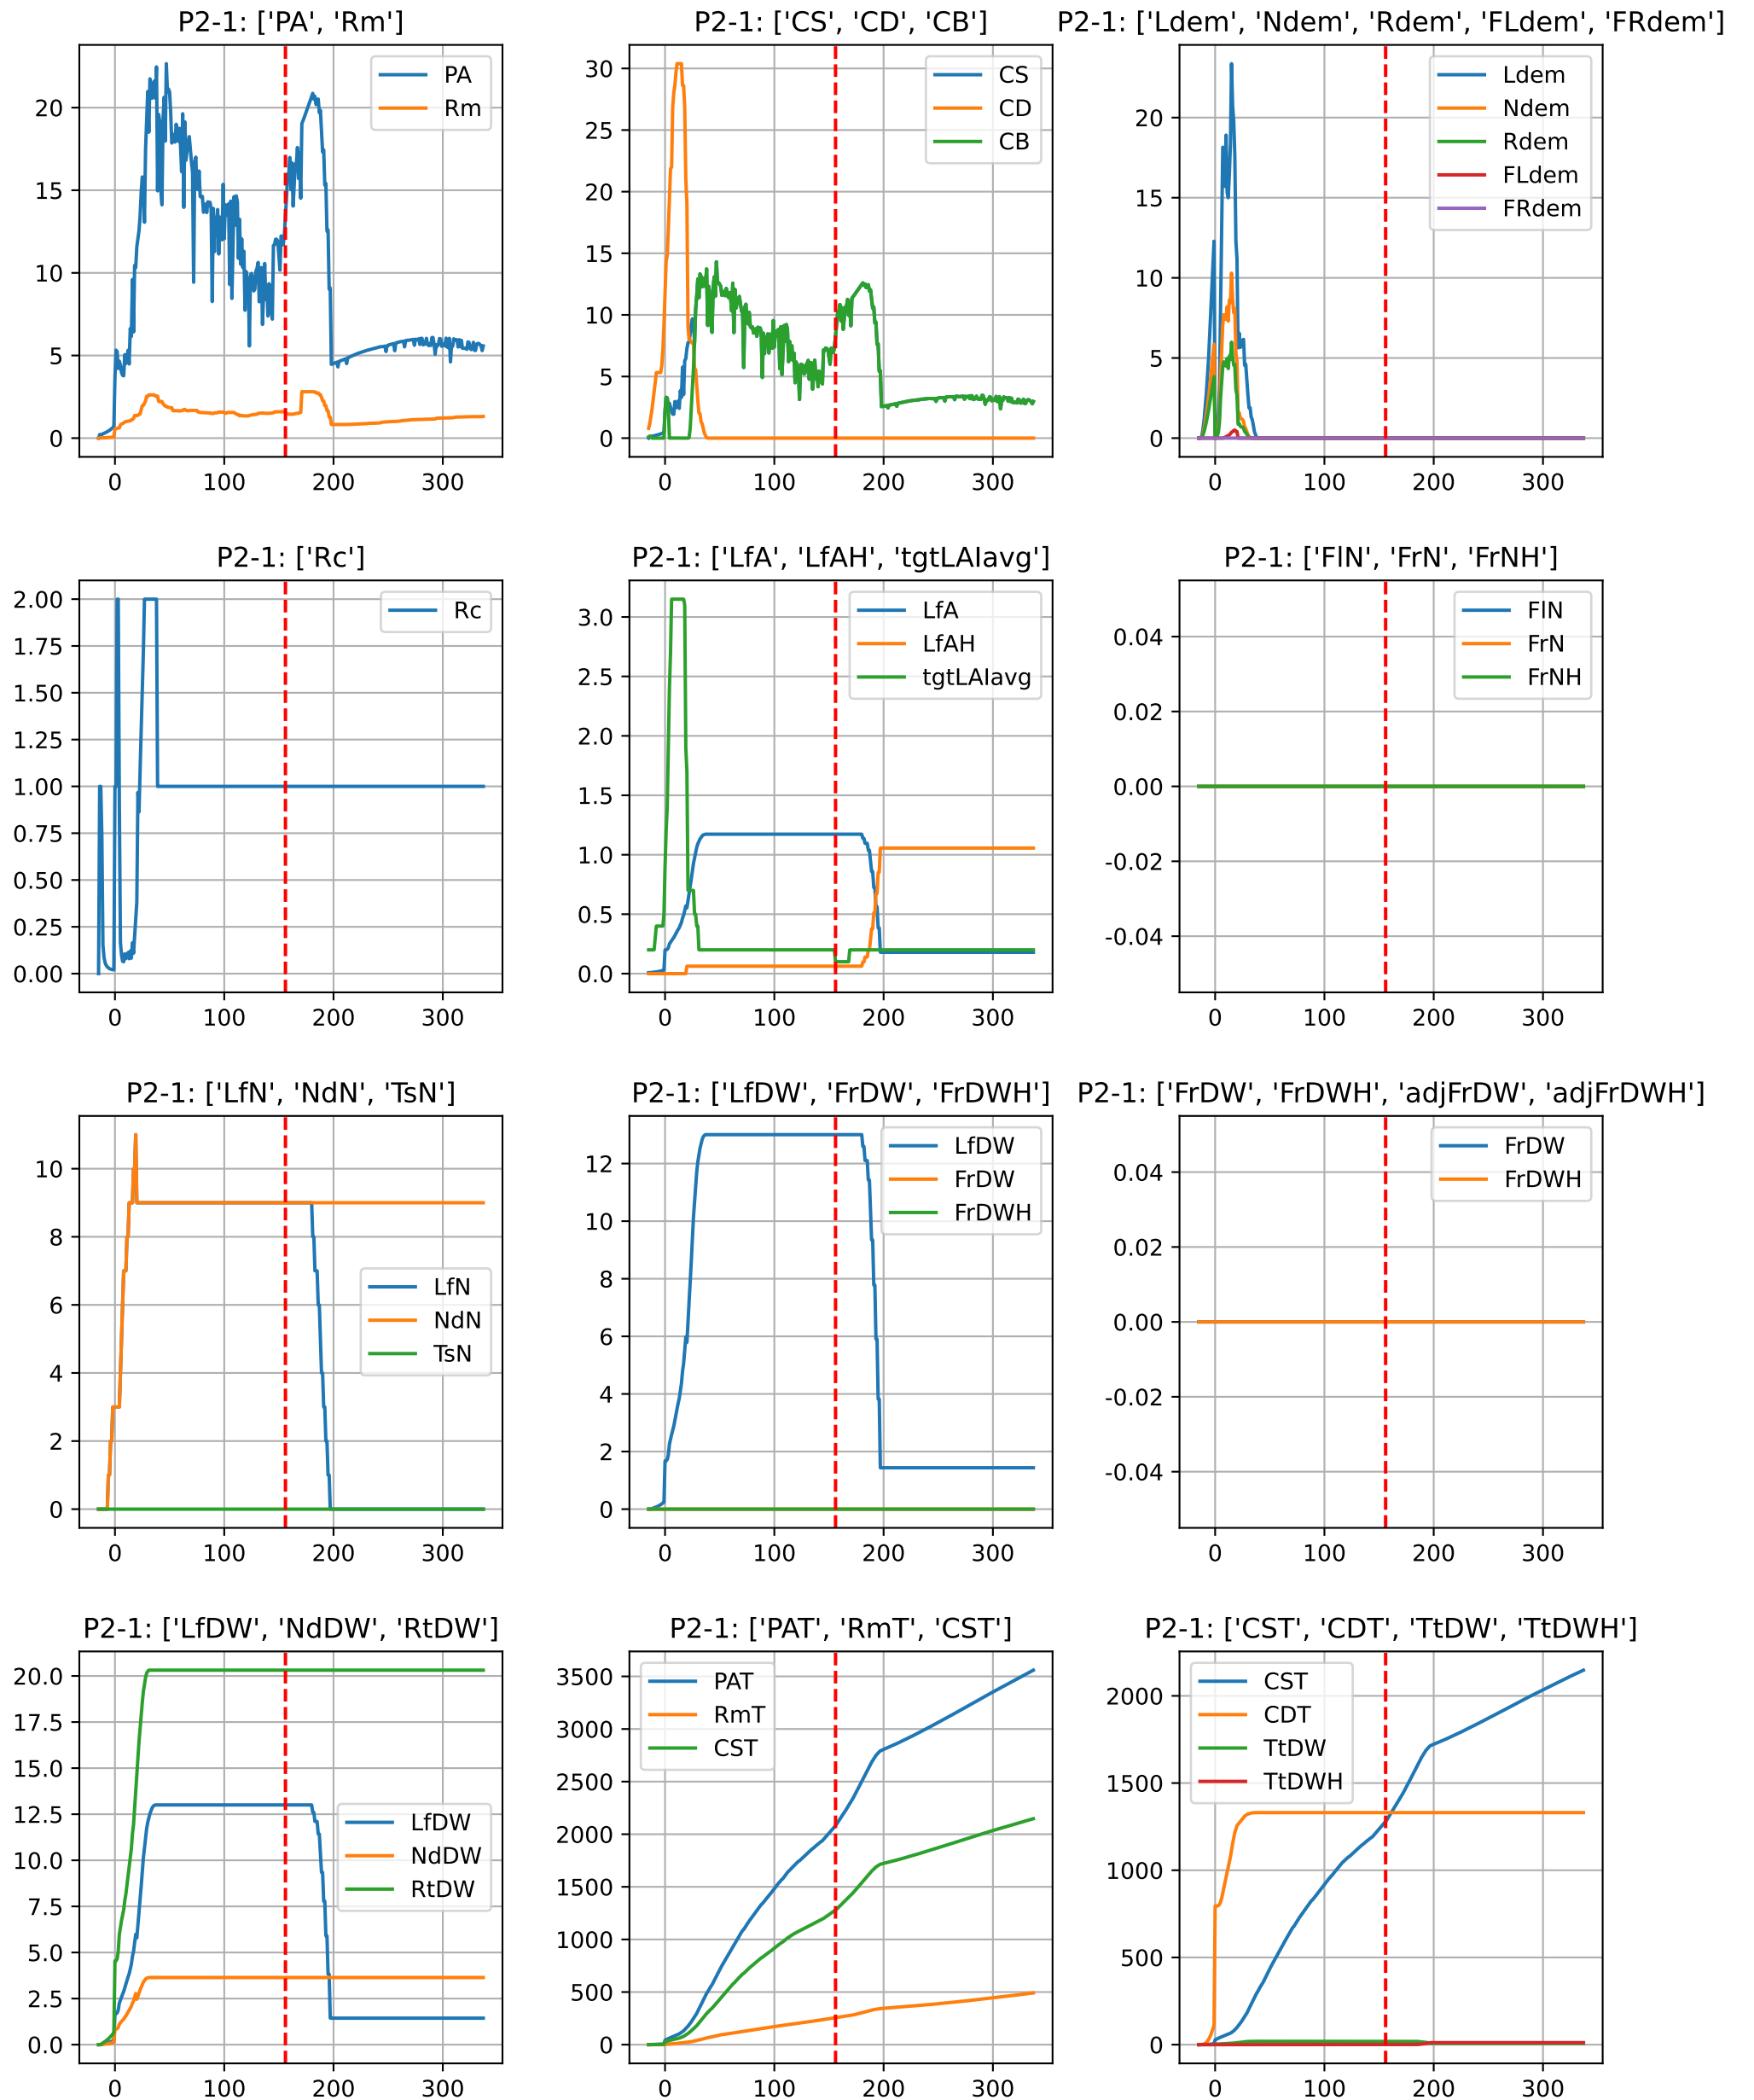 P2-1: ['PA', 'Rm']
PA
Rm
0
5
10
15
20
0 100 200 300
P2-1: ['CS', 'CD', 'CB']
CS
CD
CB
0
5
10
15
20
25
30
0 100 200 300
P2-1: ['Ldem', 'Ndem', 'Rdem', 'FLdem', 'FRdem']
Ldem
Ndem
Rdem
FLdem
FRdem
0
5
10
15
20
0 100 200 300
P2-1: ['Rc']
Rc
0.00
0.25
0.50
0.75
1.00
1.25
1.50
1.75
2.00
0 100 200 300
P2-1: ['LfA', 'LfAH', 'tgtLAIavg']
LfA
LfAH
tgtLAIavg
0.0
0.5
1.0
1.5
2.0
2.5
3.0
0 100 200 300
P2-1: ['FlN', 'FrN', 'FrNH']
FlN
FrN
FrNH
-0.04
-0.02
0.00
0.02
0.04
0 100 200 300
P2-1: ['LfN', 'NdN', 'TsN']
LfN
NdN
TsN
0
2
4
6
8
10
0 100 200 300
P2-1: ['LfDW', 'FrDW', 'FrDWH']
LfDW
FrDW
FrDWH
0
2
4
6
8
10
12
0 100 200 300
P2-1: ['FrDW', 'FrDWH', 'adjFrDW', 'adjFrDWH']
FrDW
FrDWH
-0.04
-0.02
0.00
0.02
0.04
0 100 200 300
P2-1: ['LfDW', 'NdDW', 'RtDW']
LfDW
NdDW
RtDW
0.0
2.5
5.0
7.5
10.0
12.5
15.0
17.5
20.0
0 100 200 300
P2-1: ['PAT', 'RmT', 'CST']
PAT
RmT
CST
0
500
1000
1500
2000
2500
3000
3500
0 100 200 300
P2-1: ['CST', 'CDT', 'TtDW', 'TtDWH']
CST
CDT
TtDW
TtDWH
0
500
1000
1500
2000
0 100 200 300